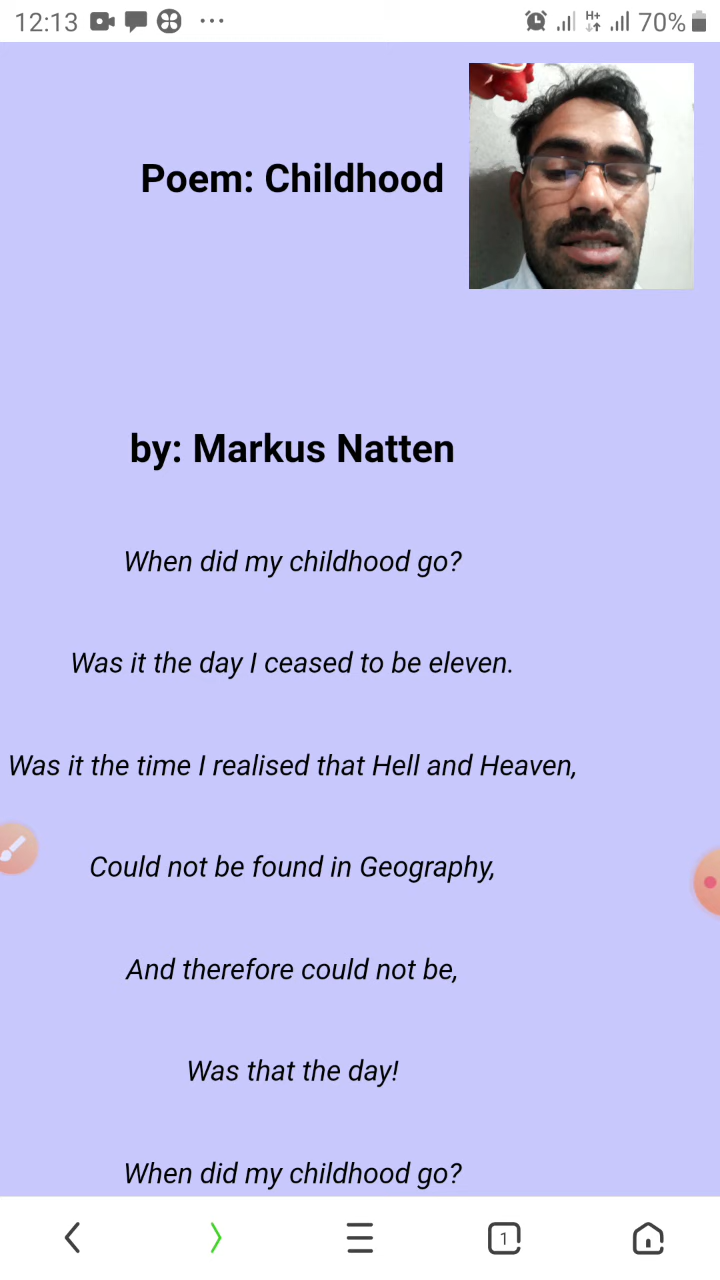 12:13
H+
70%
Poem: Childhood
by: Markus Natten
When did my childhood go?
Was it the day I ceased to be eleven.
Was it the time I realised that Hell and Heaven,
Could not be found in Geography,
And therefore could not be,
Was that the day!
When did my childhood go?
1